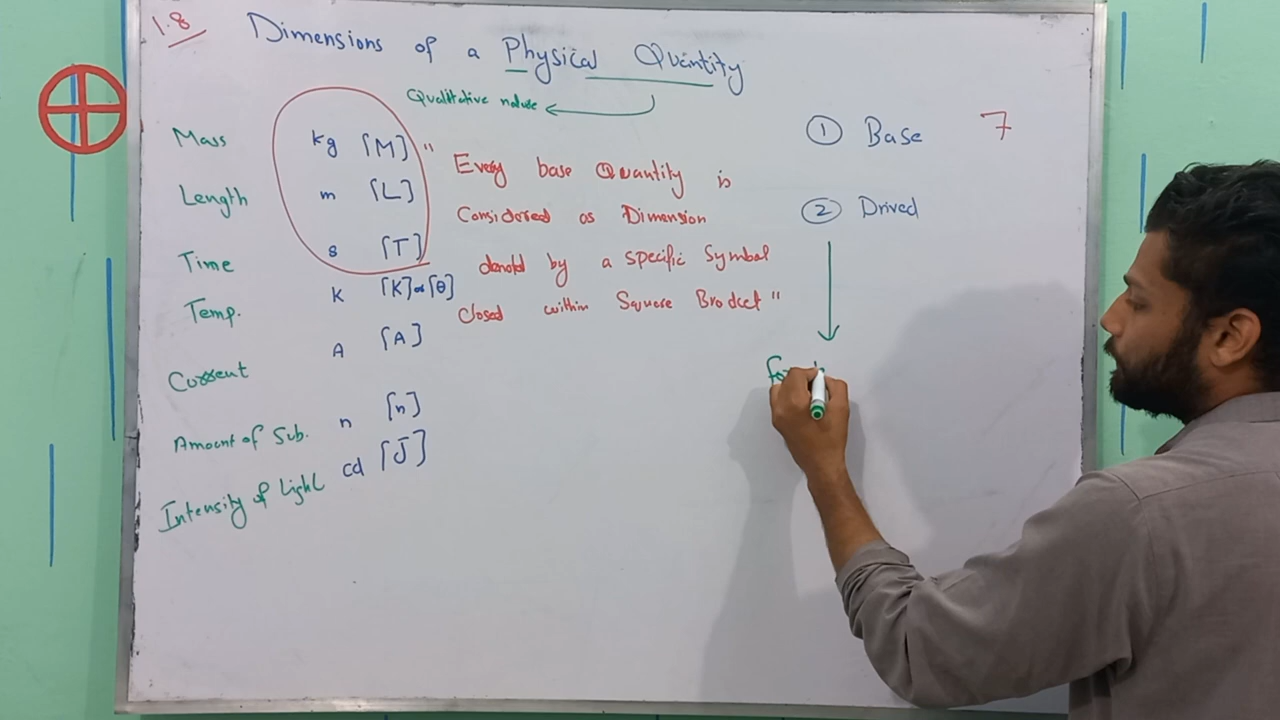 1.8 Dimensions of a Physical Quantity
Qualitative nature
Mass kg [M]
Length m [L]
Time s [T]
Temp. K [K] or [θ]
Current A [A]
Amount of Sub. n [n]
Intensity of light cd [J]
" Every base Quantity is
Considered as Dimension
denoted by a specific Symbol
Closed within Square Bracket "
1 Base 7
2 Drived